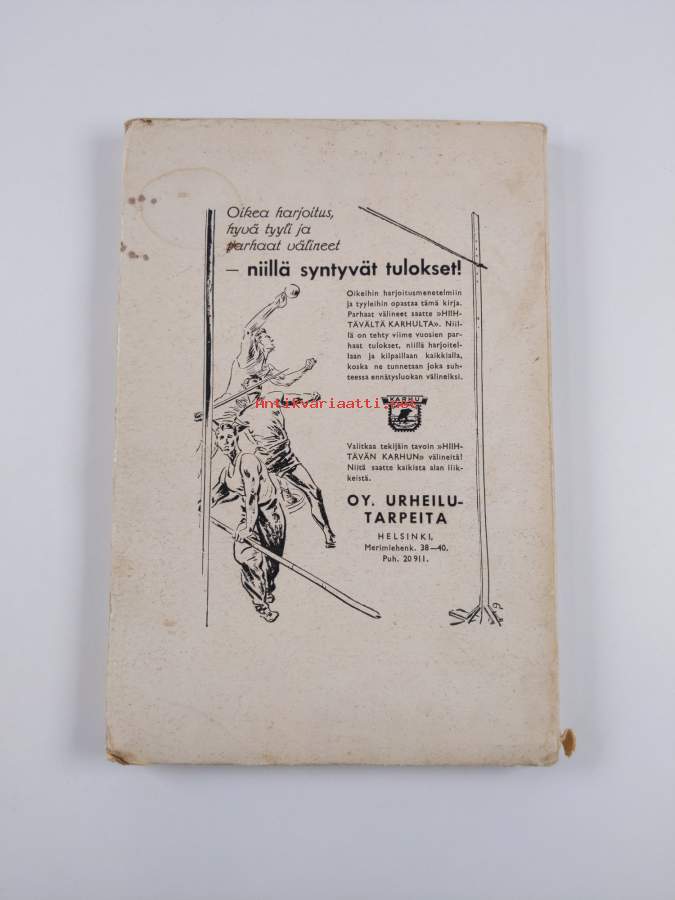 Oikea harjoitus,
hyvä tyyli ja
parhaat välineet
— niillä syntyvät tulokset!
Oikeihin harjoitusmenetelmiin
ja tyyleihin opastaa tämä kirja.
Parhaat välineet saatte »HIIH-
TÄVÄLTÄ KARHULTA». Niil-
lä on tehty viime vuosien par-
haat tulokset, niillä harjoitel-
laan ja kilpaillaan kaikkialla,
koska ne tunnetaan joka suh-
teessa ennätysluokan välineiksi.
Antikvariaatti.net
KARHU
Valitkaa tekijäin tavoin »HIIH-
TÄVÄN KARHUN» välineitä!
Niitä saatte kaikista alan liik-
keistä.
OY. URHEILU-
TARPEITA
HELSINKI,
Merimiehenk. 38—40.
Puh. 20 911.